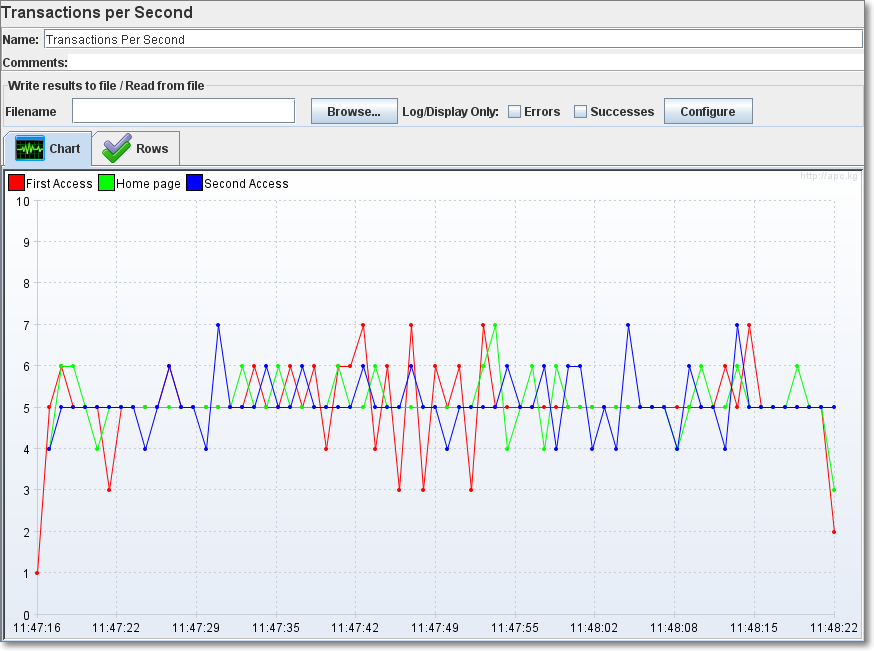 Transactions per Second
Name: Transactions Per Second
Comments:
Write results to file / Read from file
Filename Browse... Log/Display Only: Errors Successes Configure
Chart Rows
First Access Home page Second Access
http://apc.kg
10
9
8
7
6
5
4
3
2
1
0
11:47:16 11:47:22 11:47:29 11:47:35 11:47:42 11:47:49 11:47:55 11:48:02 11:48:08 11:48:15 11:48:22